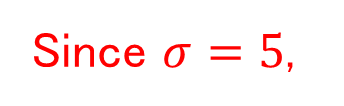 Since σ = 5,